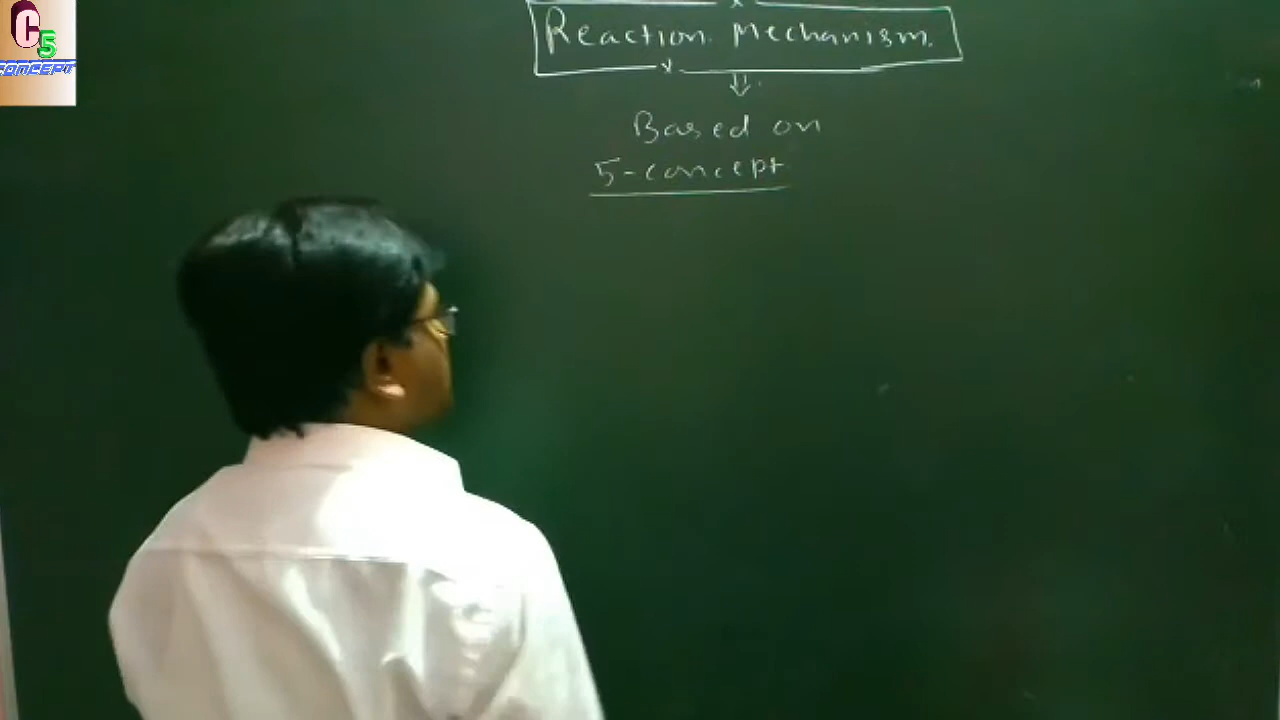 C5
CONCEPT
Reaction Mechanism.
Based on
5-concept